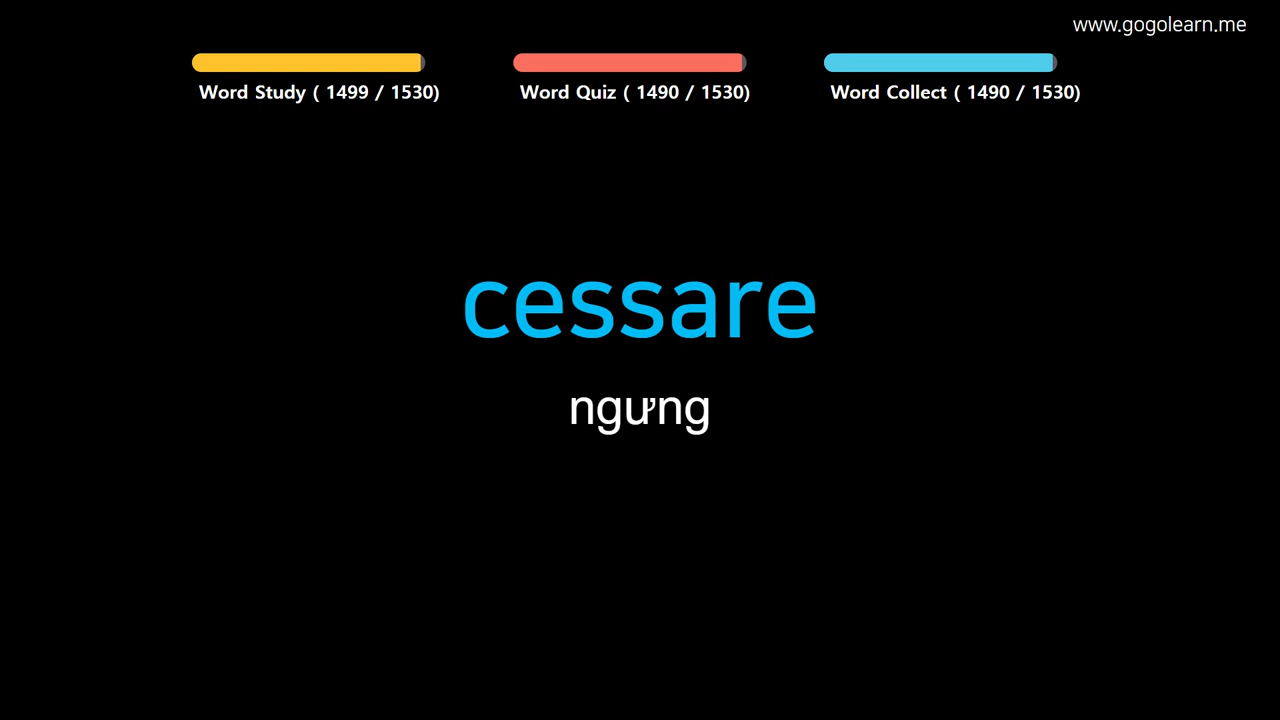 www.gogolearn.me
Word Study ( 1499 / 1530)
Word Quiz ( 1490 / 1530)
Word Collect ( 1490 / 1530)
cessare
ngưng